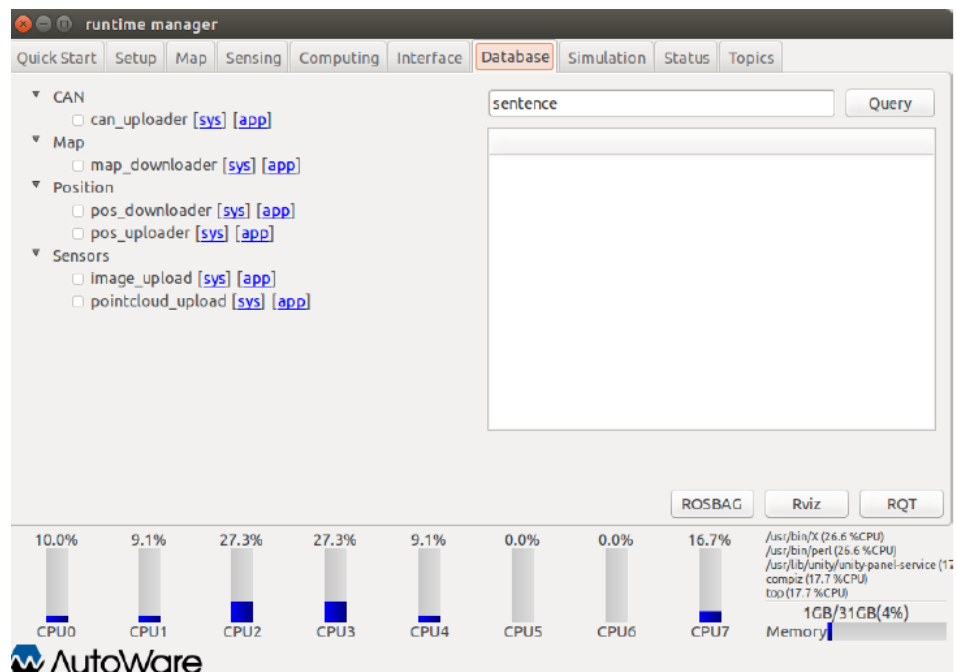 runtime manager
Quick Start Setup Map Sensing Computing Interface Database Simulation Status Topics
CAN
can_uploader [sys] [app]
Map
map_downloader [sys] [app]
Position
pos_downloader [sys] [app]
pos_uploader [sys] [app]
Sensors
image_upload [sys] [app]
pointcloud_upload [sys] [app]
sentence Query
ROSBAG Rviz RQT
10.0% 9.1% 27.3% 27.3% 9.1% 0.0% 0.0% 16.7%
CPU0 CPU1 CPU2 CPU3 CPU4 CPU5 CPU6 CPU7
/usr/bin/X (26.6 %CPU)
/usr/bin/perl (26.6 %CPU)
/usr/lib/unity/unity-panel-service (17
compiz (17.7 %CPU)
top (17.7 %CPU)
1GB/31GB(4%)
Memory
AutoWare